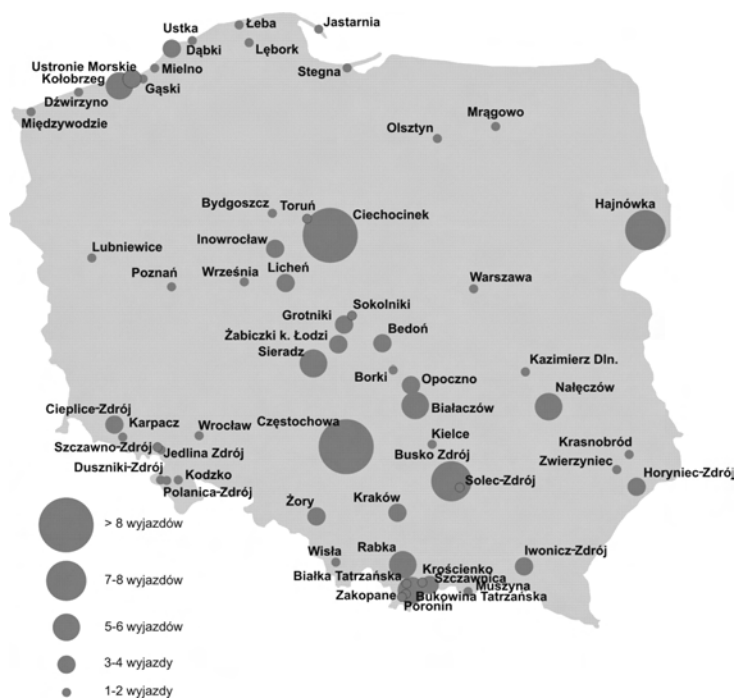 Łeba
Jastarnia
Ustka
Dąbki
Lębork
Ustronie Morskie
Mielno
Stegna
Kołobrzeg
Gąski
Dźwirzyno
Międzywodzie
Mrągowo
Olsztyn
Bydgoszcz
Toruń
Ciechocinek
Hajnówka
Inowrocław
Lubniewice
Licheń
Poznań
Września
Warszawa
Sokolniki
Grotniki
Żabiczki k. Łodzi
Bedoń
Sieradz
Kazimierz Dln.
Borki
Opoczno
Nałęczów
Białaczów
Cieplice-Zdrój
Karpacz
Wrocław
Częstochowa
Kielce
Krasnobród
Szczawno-Zdrój
Jedlina Zdrój
Busko Zdrój
Zwierzyniec
Duszniki-Zdrój
Kodzko
Solec-Zdrój
Horyniec-Zdrój
Polanica-Zdrój
Żory
Kraków
Wisła
Rabka
Iwonicz-Zdrój
Krościenko
Białka Tatrzańska
Szczawnica
Muszyna
Zakopane
Bukowina Tatrzańska
Poronin
> 8 wyjazdów
7-8 wyjazdów
5-6 wyjazdów
3-4 wyjazdy
1-2 wyjazdy